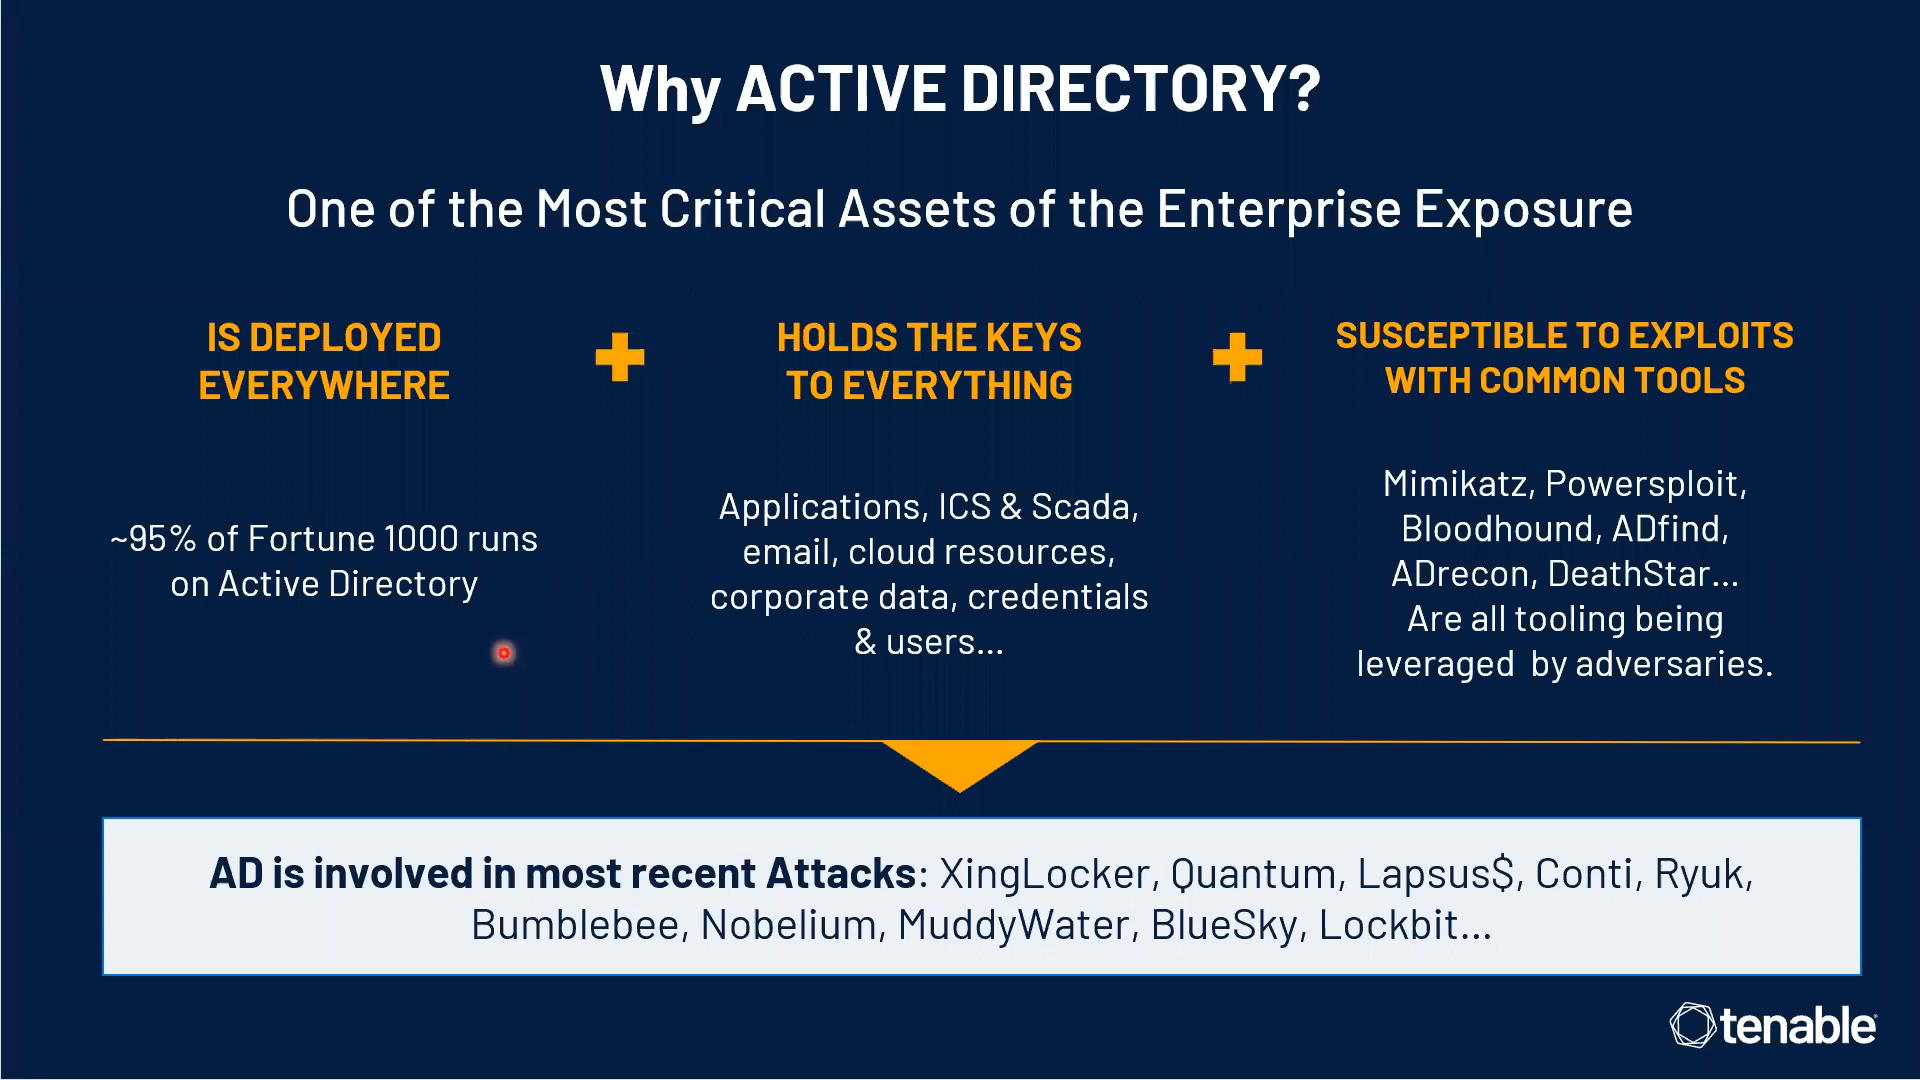 Why ACTIVE DIRECTORY?
One of the Most Critical Assets of the Enterprise Exposure
IS DEPLOYED
EVERYWHERE
~95% of Fortune 1000 runs
on Active Directory
HOLDS THE KEYS
TO EVERYTHING
Applications, ICS & Scada,
email, cloud resources,
corporate data, credentials
& users...
SUSCEPTIBLE TO EXPLOITS
WITH COMMON TOOLS
Mimikatz, Powersploit,
Bloodhound, ADfind,
ADrecon, DeathStar...
Are all tooling being
leveraged  by adversaries.
AD is involved in most recent Attacks: XingLocker, Quantum, Lapsus$, Conti, Ryuk,
Bumblebee, Nobelium, MuddyWater, BlueSky, Lockbit...
tenable